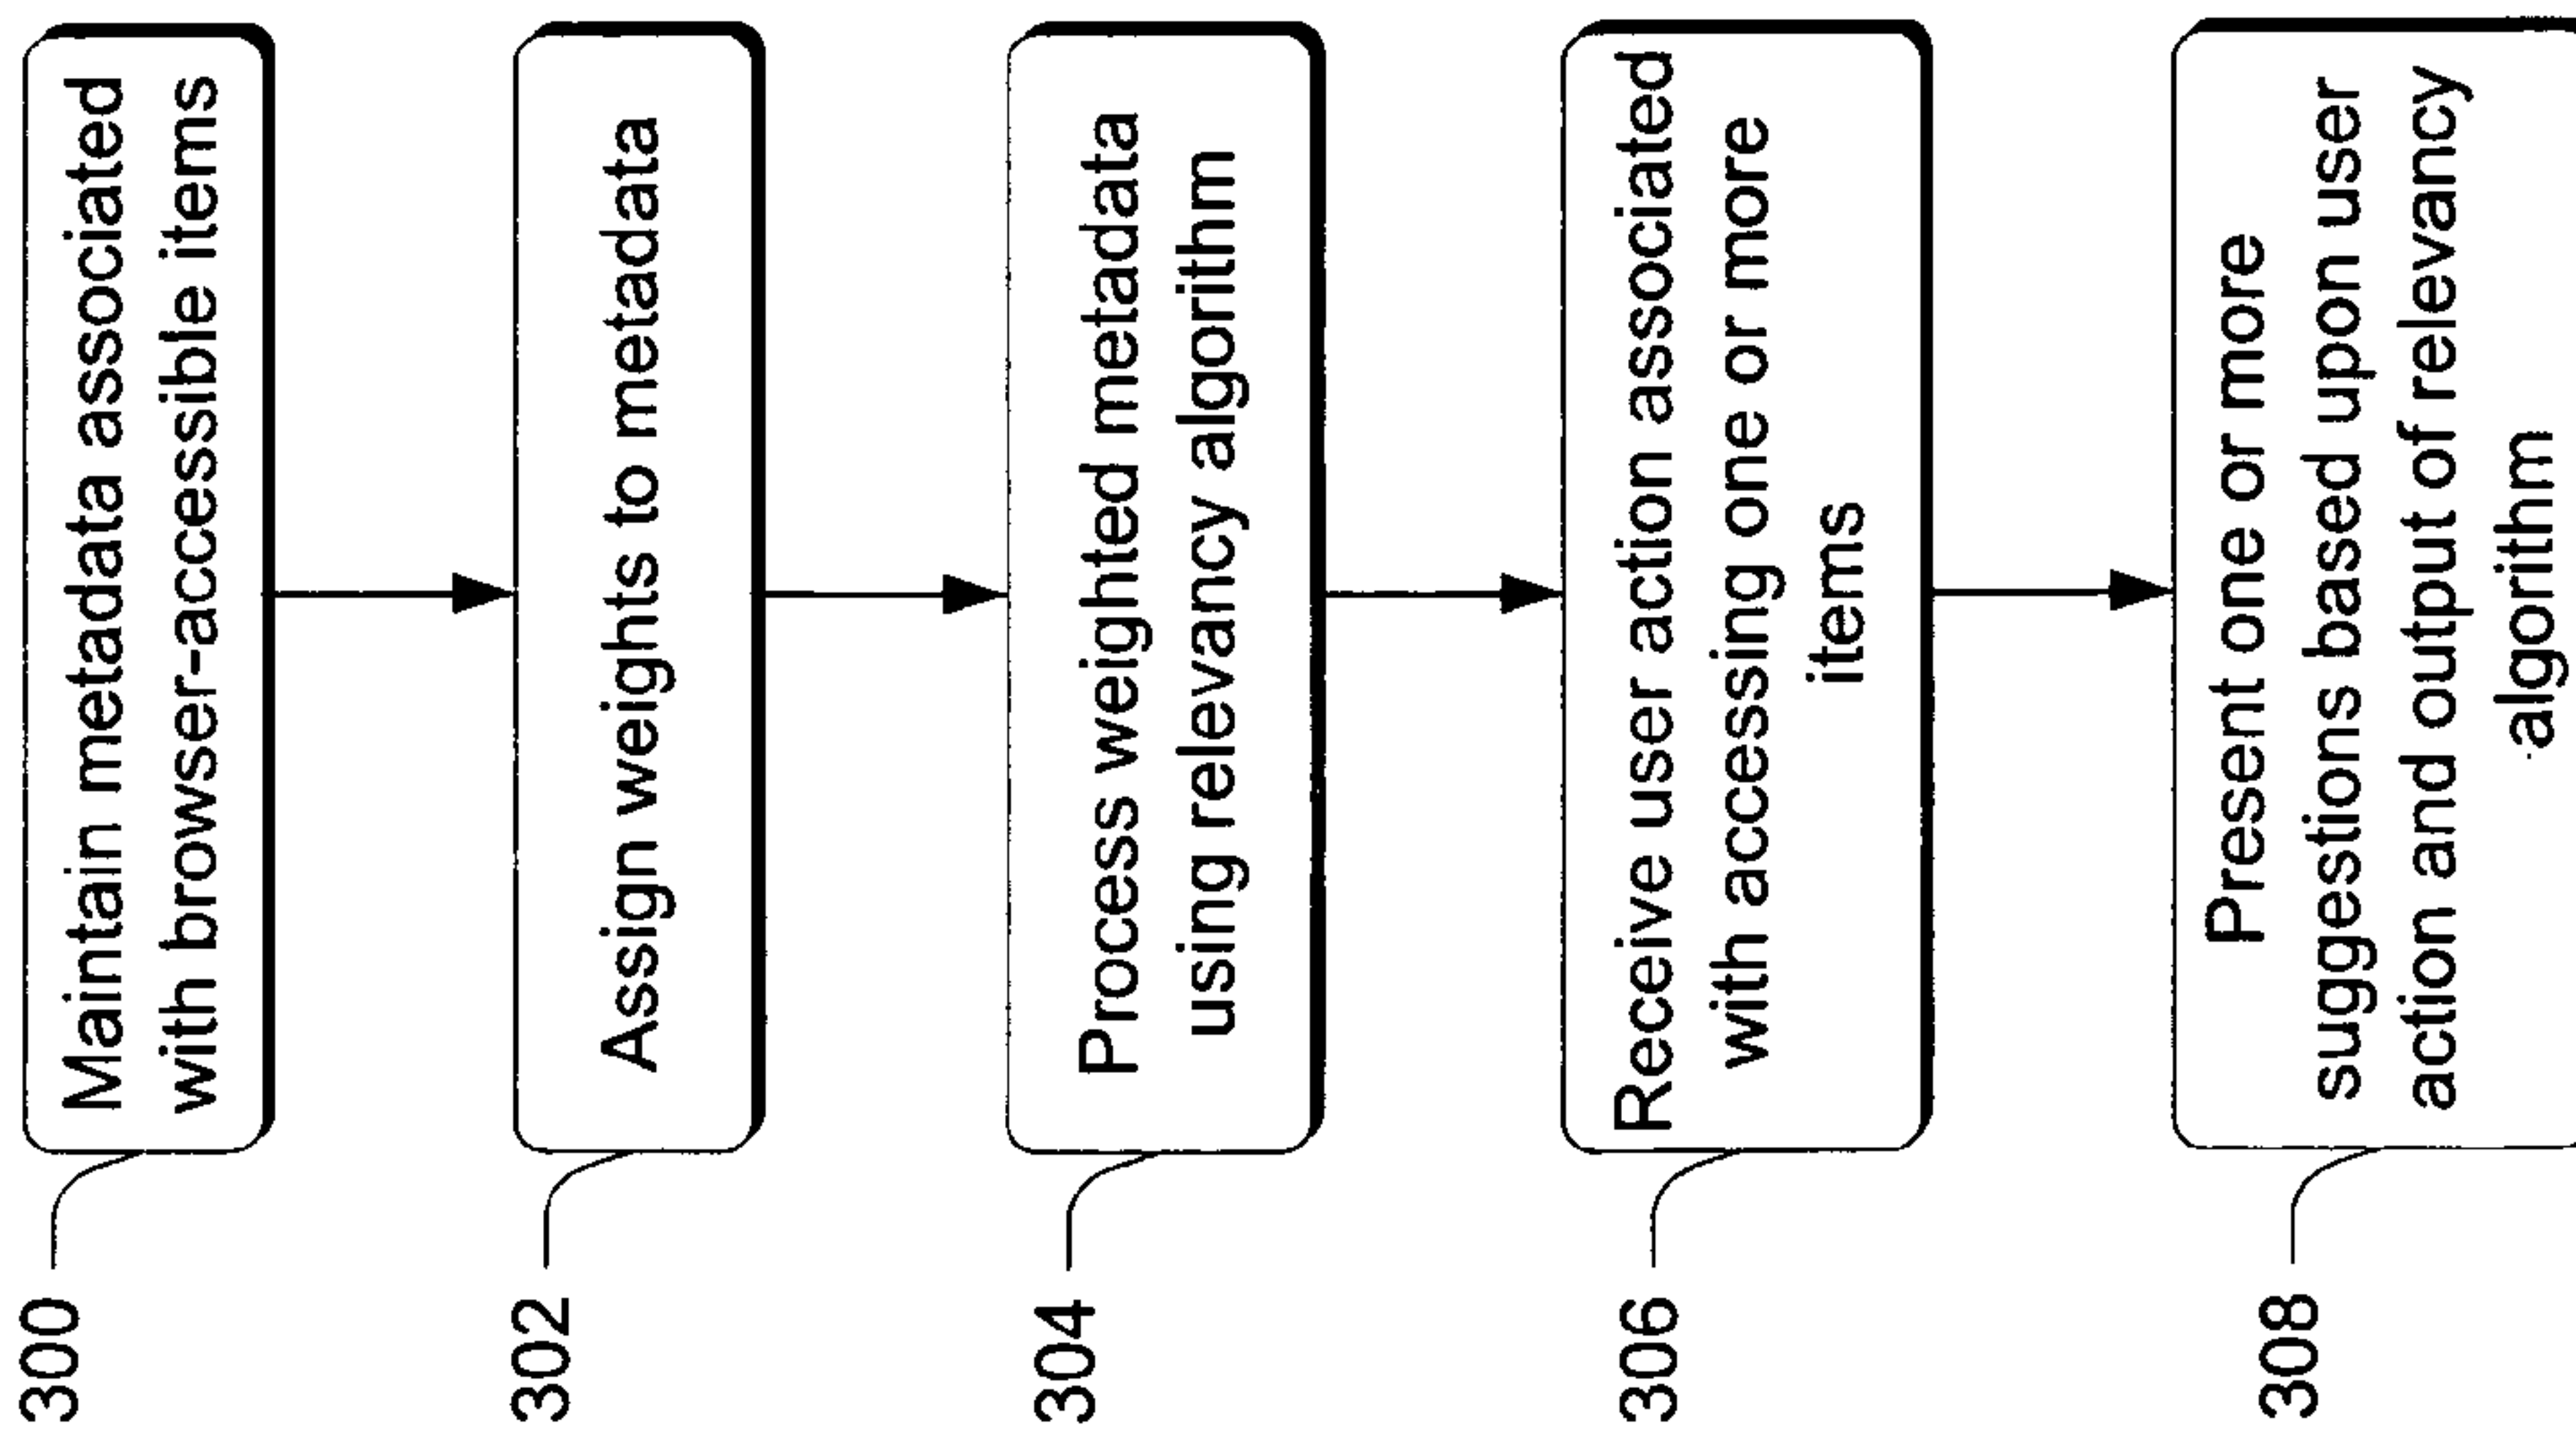 300
Maintain metadata associated
with browser-accessible items
302
Assign weights to metadata
304
Process weighted metadata
using relevancy algorithm
306
Receive user action associated
with accessing one or more
items
308
Present one or more
suggestions based upon user
action and output of relevancy
algorithm